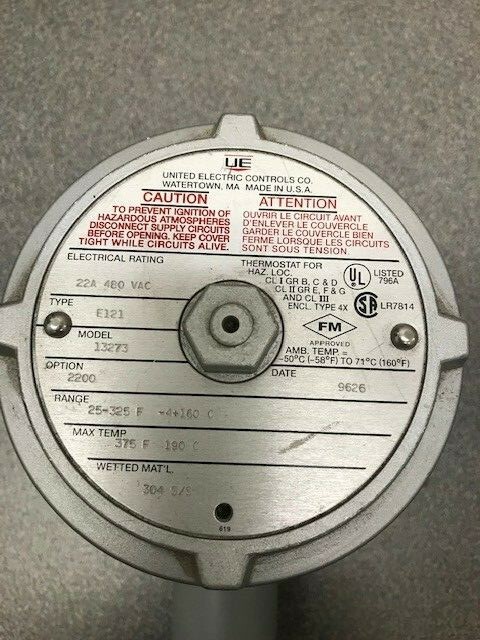 UE
UNITED ELECTRIC CONTROLS CO.
WATERTOWN, MA MADE IN U.S.A.
CAUTION
TO PREVENT IGNITION OF
HAZARDOUS ATMOSPHERES
DISCONNECT SUPPLY CIRCUITS
BEFORE OPENING. KEEP COVER
TIGHT WHILE CIRCUITS ALIVE.
ATTENTION
OUVRIR LE CIRCUIT AVANT
D'ENLEVER LE COUVERCLE
GARDER LE COUVERCLE BIEN
FERME LORSQUE LES CIRCUITS
SONT SOUS TENSION.
ELECTRICAL RATING
22A 480 VAC
TYPE
E121
MODEL
13273
OPTION
2200
THERMOSTAT FOR
HAZ. LOC.
CL I GR B, C & D
CL II GR E, F & G
AND CL III
ENCL. TYPE 4X
UL LISTED
796A
SA LR7814
FM
APPROVED
AMB. TEMP. =
-50°C (-58°F) TO 71°C (160°F)
DATE
9626
RANGE
25-325 F -4+160 C
MAX TEMP
375 F 190 C
WETTED MAT'L.
304 S/S
619